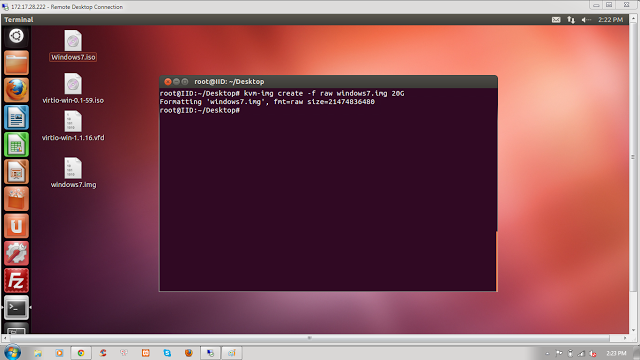 172.17.28.222 - Remote Desktop Connection
Terminal
2:22 PM
Windows7.iso
virtio-win-0.1-59.iso
virtio-win-1.1.16.vfd
windows7.img
root@IID: ~/Desktop
root@IID:~/Desktop# kvm-img create -f raw windows7.img 20G
Formatting 'windows7.img', fmt=raw size=21474836480
root@IID:~/Desktop#
2:23 PM